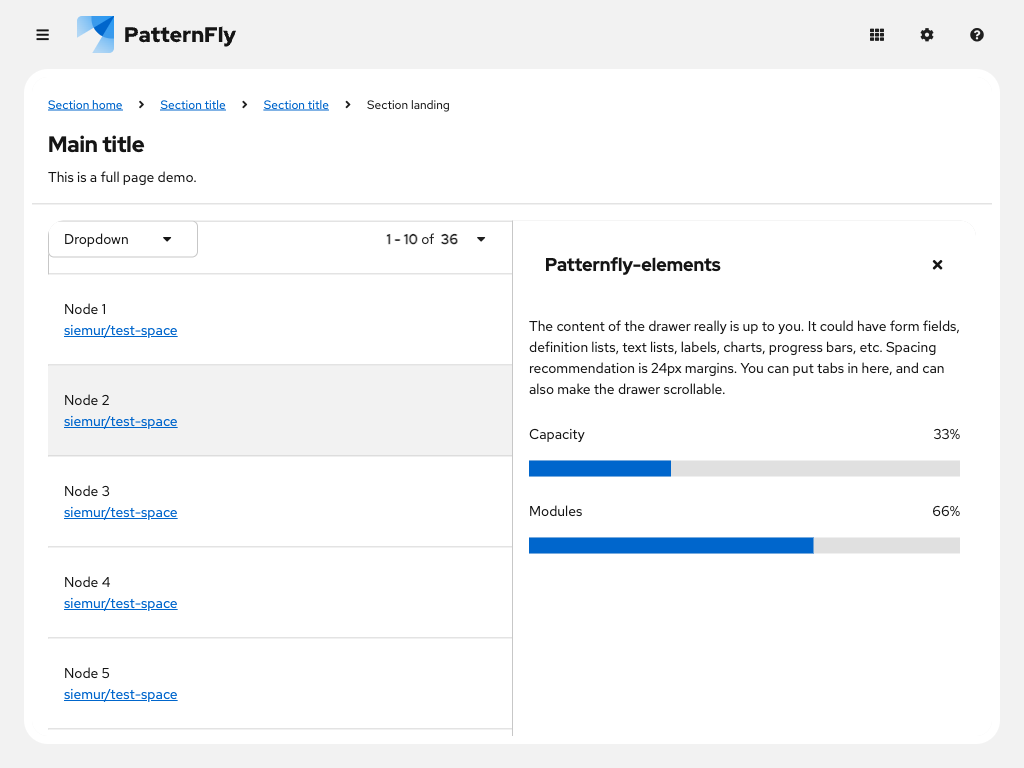 PatternFly
Section home
Section title
Section title
Section landing
Main title
This is a full page demo.
Dropdown
1 - 10 of 36
Node 1
siemur/test-space
Node 2
siemur/test-space
Node 3
siemur/test-space
Node 4
siemur/test-space
Node 5
siemur/test-space
Patternfly-elements
The content of the drawer really is up to you. It could have form fields,
definition lists, text lists, labels, charts, progress bars, etc. Spacing
recommendation is 24px margins. You can put tabs in here, and can
also make the drawer scrollable.
Capacity 33%
Modules 66%